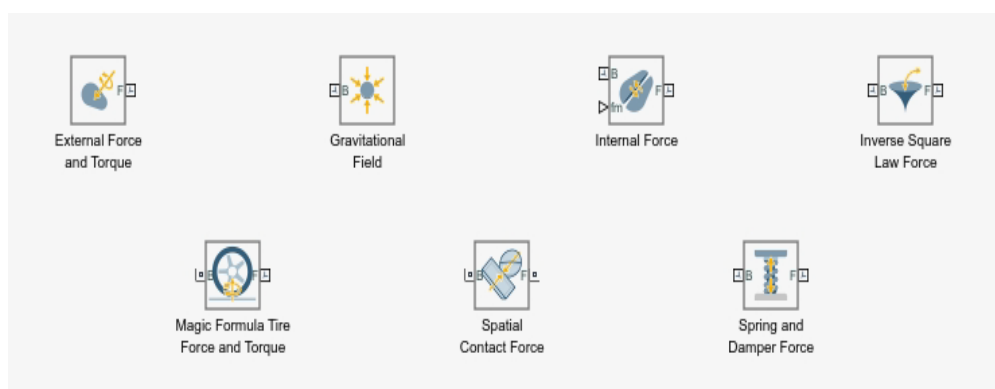 F
External Force
and Torque
B
Gravitational
Field
B
fm
F
Internal Force
B
F
Inverse Square
Law Force
B
F
Magic Formula Tire
Force and Torque
B
F
Spatial
Contact Force
B
F
Spring and
Damper Force